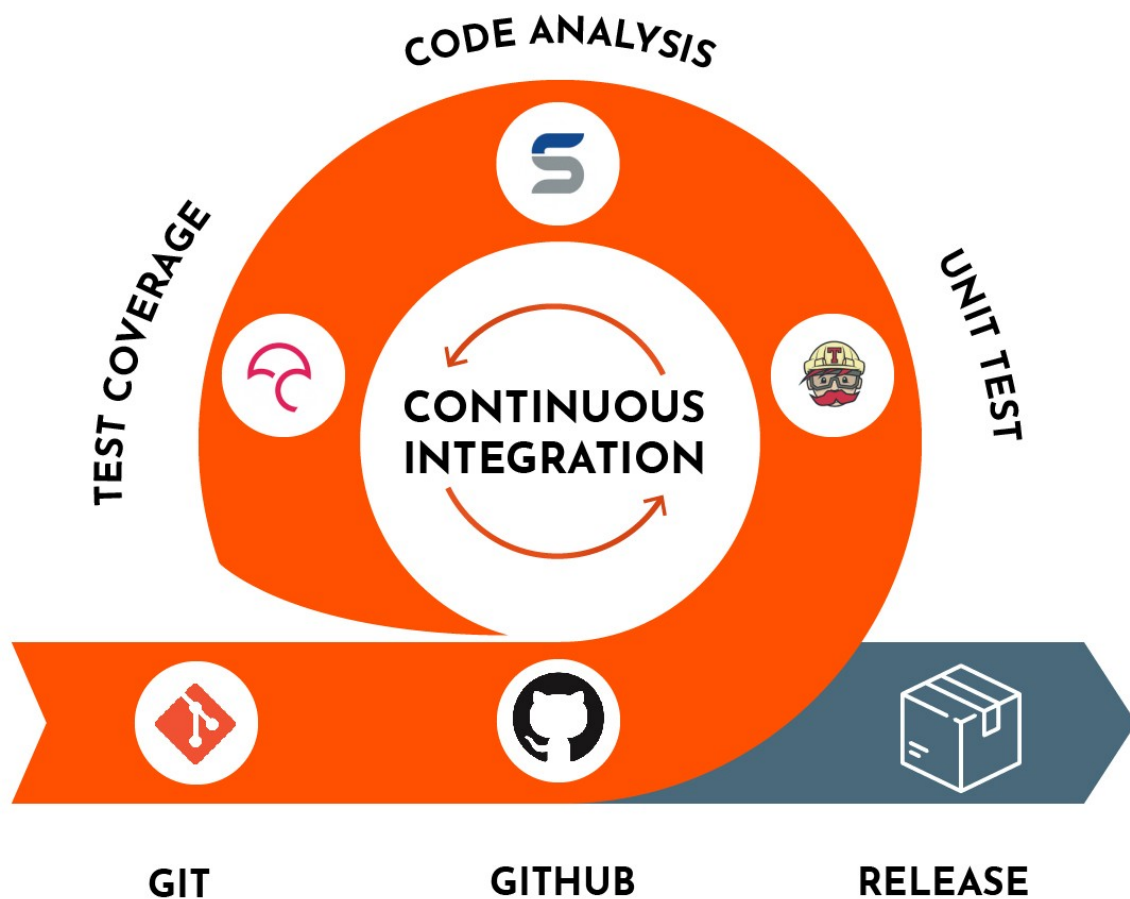 CODE ANALYSIS
TEST COVERAGE
UNIT TEST
T
CONTINUOUS
INTEGRATION
GIT
GITHUB
RELEASE